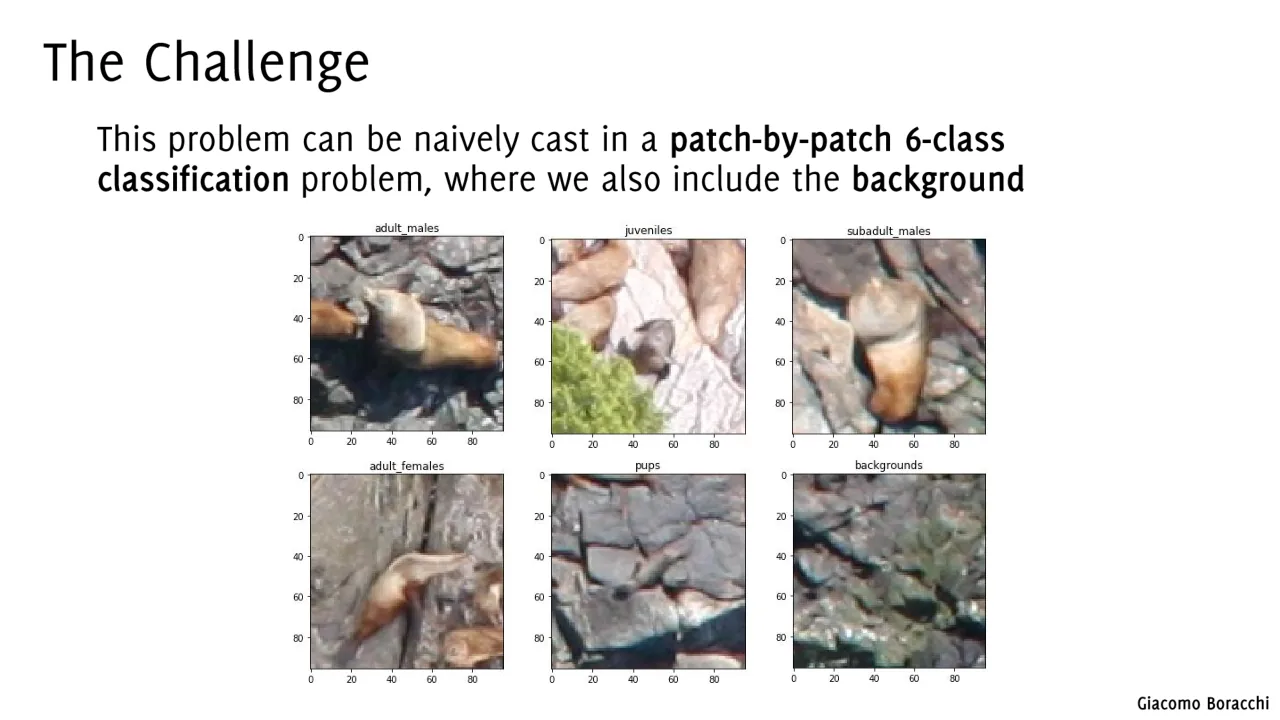 The Challenge
This problem can be naively cast in a patch-by-patch 6-class
classification problem, where we also include the background
adult_males
0
20
40
60
80
0 20 40 60 80
juveniles
0
20
40
60
80
0 20 40 60 80
subadult_males
0
20
40
60
80
0 20 40 60 80
adult_females
0
20
40
60
80
0 20 40 60 80
pups
0
20
40
60
80
0 20 40 60 80
backgrounds
0
20
40
60
80
0 20 40 60 80
Giacomo Boracchi